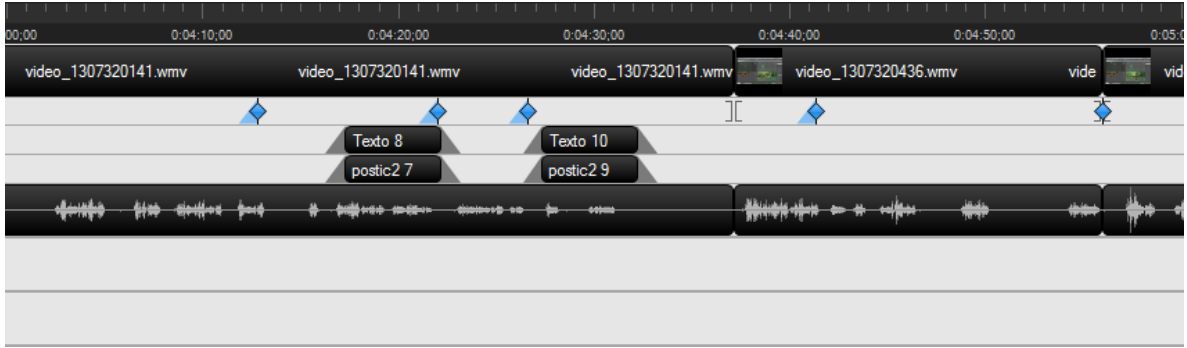 00;00 0:04:10;00 0:04:20;00 0:04:30;00 0:04:40;00 0:04:50;00 0:05:0
video_1307320141.wmv video_1307320141.wmv video_1307320141.wmv video_1307320436.wmv vide vid
Texto 8 Texto 10
postic2 7 postic2 9